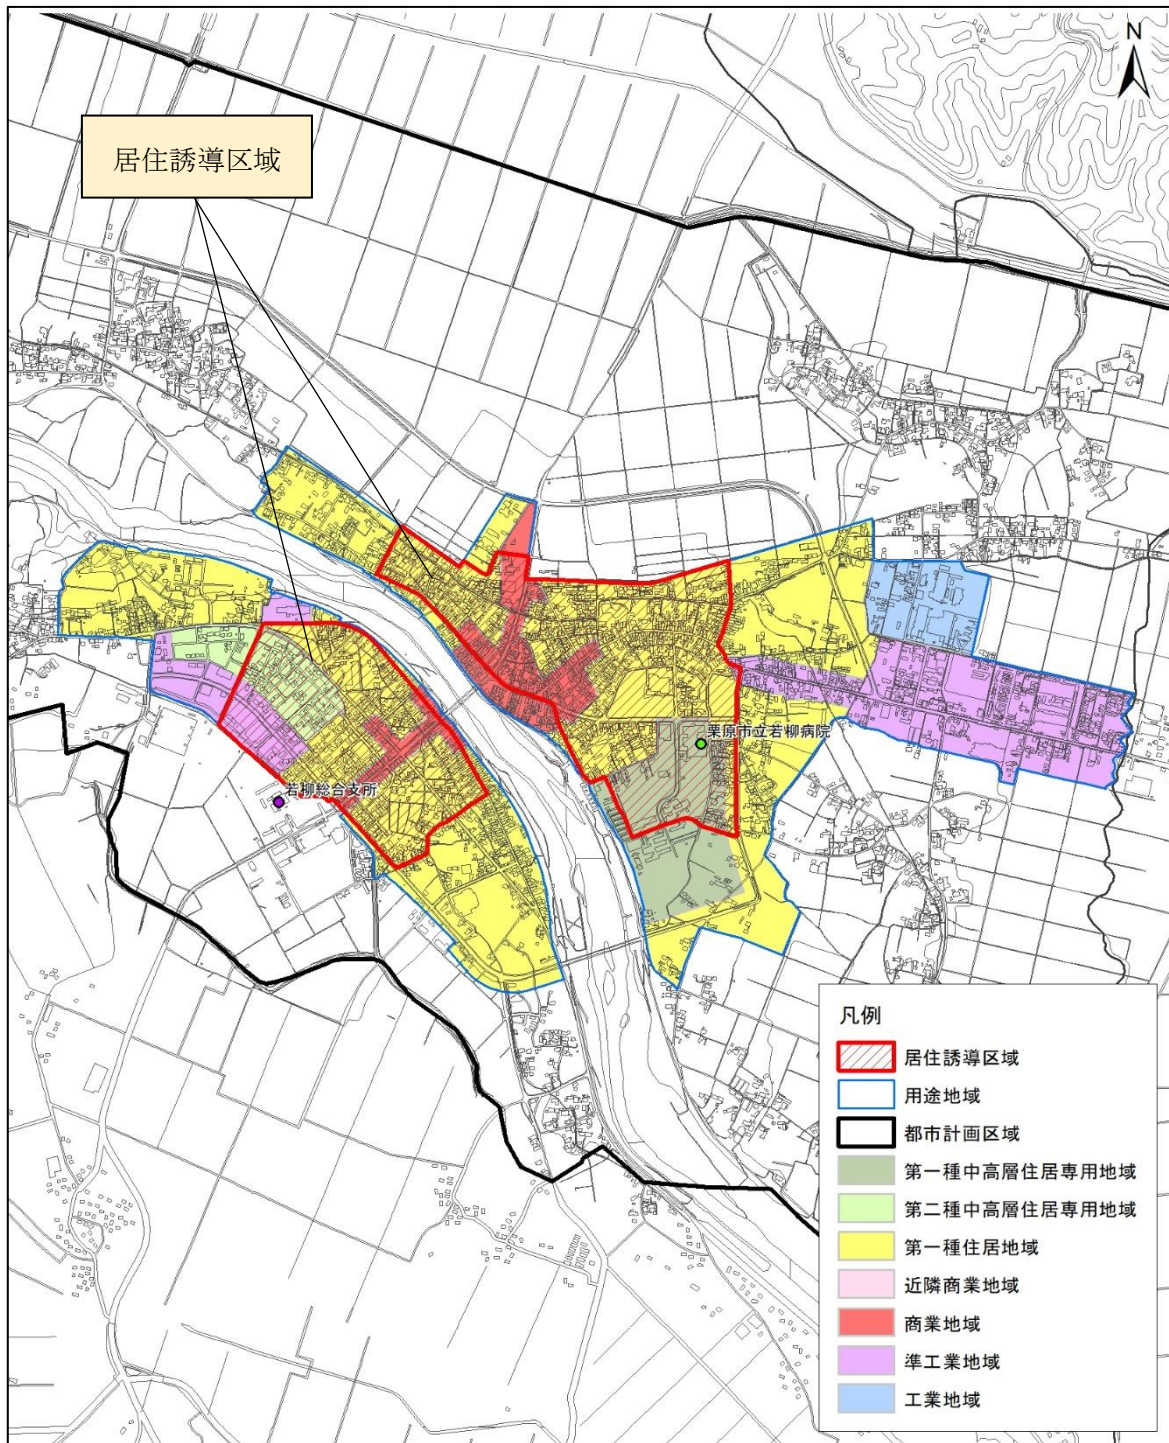 N
居住誘導区域
栗原市立若柳病院
若柳総合支所
凡例
居住誘導区域
用途地域
都市計画区域
第一種中高層住居専用地域
第二種中高層住居専用地域
第一種住居地域
近隣商業地域
商業地域
準工業地域
工業地域